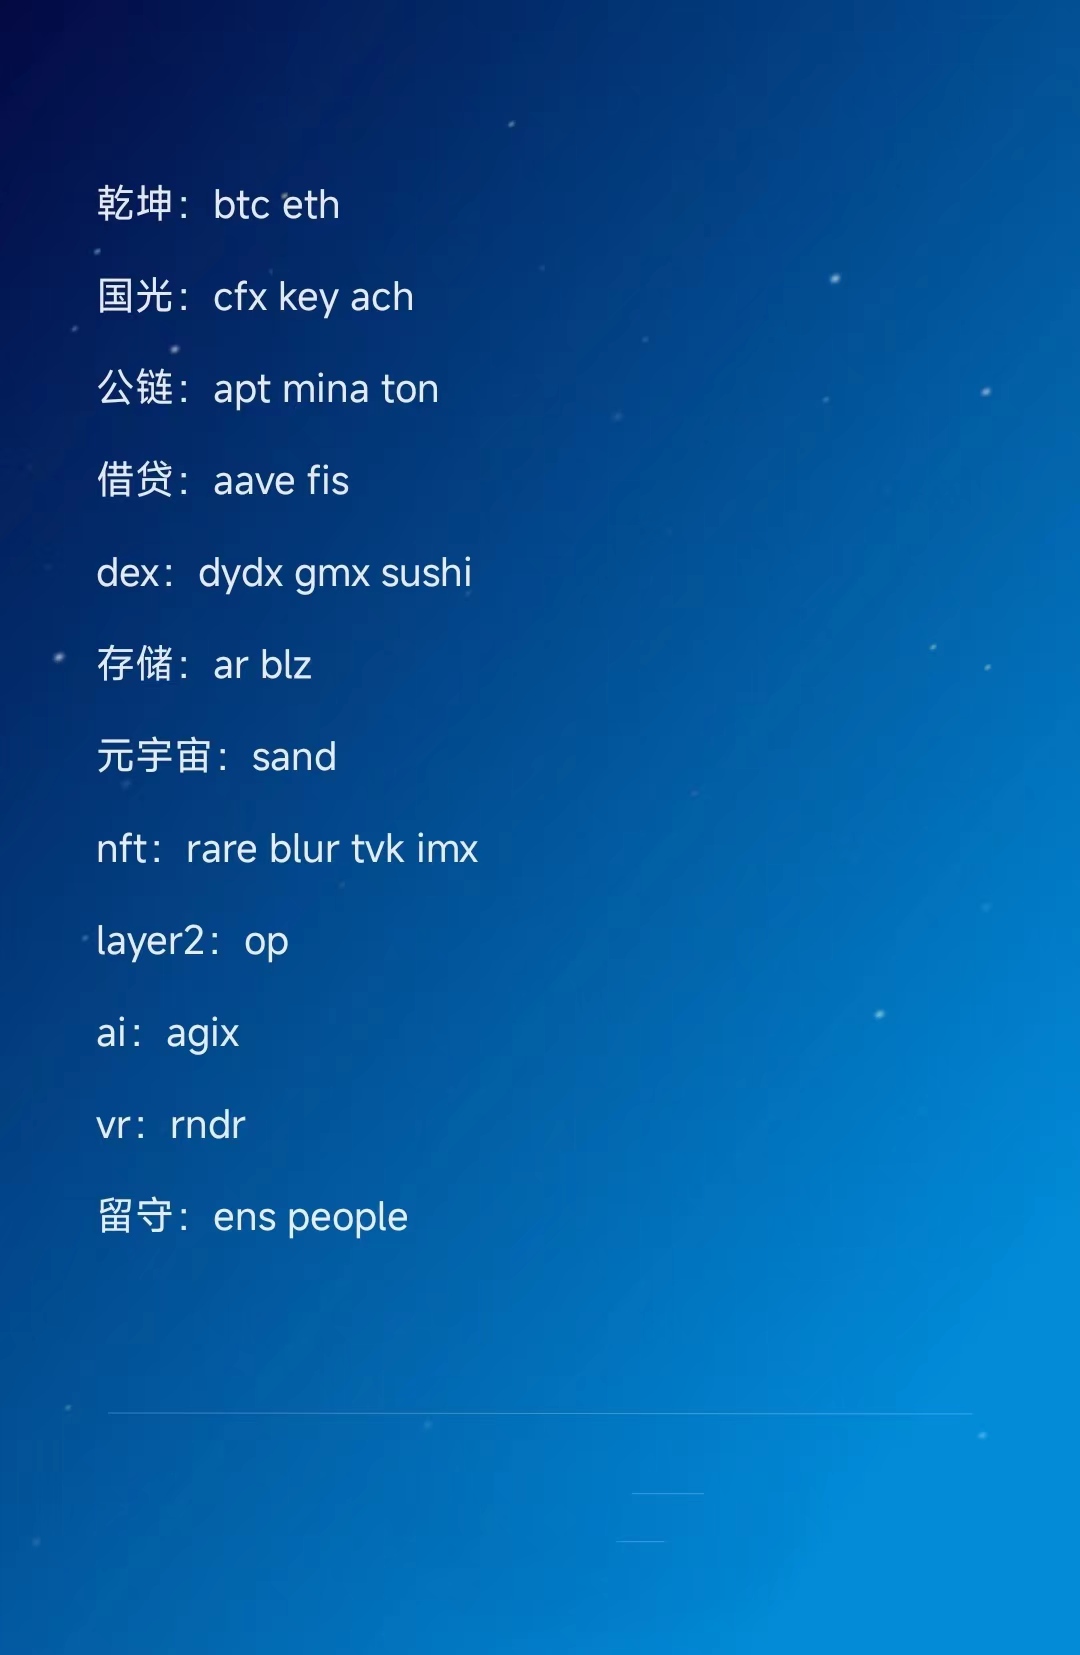 乾坤：btc eth
国光：cfx key ach
公链：apt mina ton
借贷：aave fis
dex：dydx gmx sushi
存储：ar blz
元宇宙：sand
nft：rare blur tvk imx
layer2：op
ai：agix
vr：rndr
留守：ens people